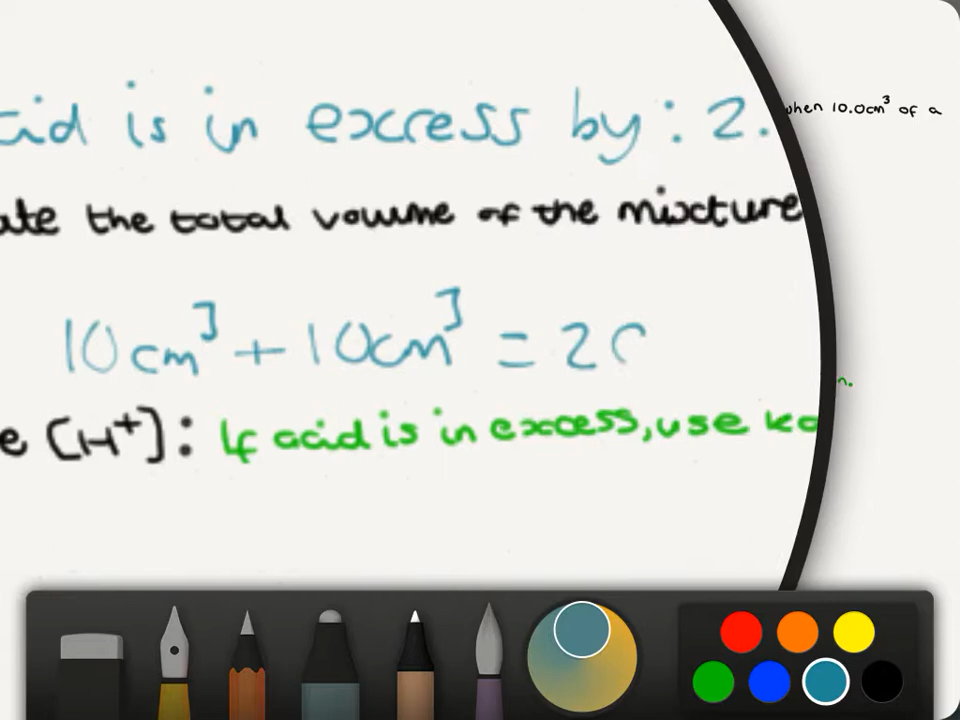 cid is in excess by: 2.
when 10.0cm³ of a
ate the total volume of the mixture
10cm³ + 10cm³ = 20
n.
e [H⁺]: If acid is in excess, use ka